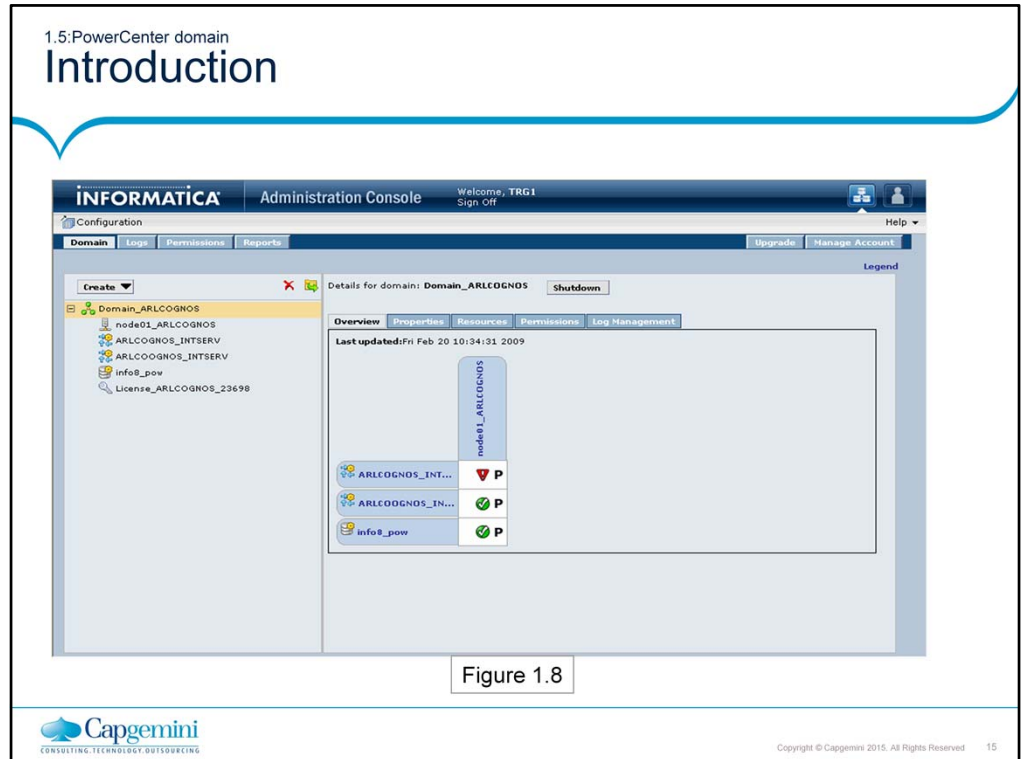 1.5:PowerCenter domain
Introduction
INFORMATICA Administration Console Welcome, TRG1
Sign Off
Configuration Help
Domain Logs Permissions Reports Upgrade Manage Account
Legend
Create Details for domain: Domain_ARLCOGNOS Shutdown
Domain_ARLCOGNOS
node01_ARLCOGNOS
ARLCOGNOS_INTSERV
ARLCOOGNOS_INTSERV
info8_pow
License_ARLCOGNOS_23698
Overview Properties Resources Permissions Log Management
Last updated:Fri Feb 20 10:34:31 2009
node01_ARLCOGNOS
ARLCOGNOS_INT... P
ARLCOOGNOS_IN... P
info8_pow P
Figure 1.8
Capgemini
CONSULTING.TECHNOLOGY.OUTSOURCING
Copyright © Capgemini 2015. All Rights Reserved 15